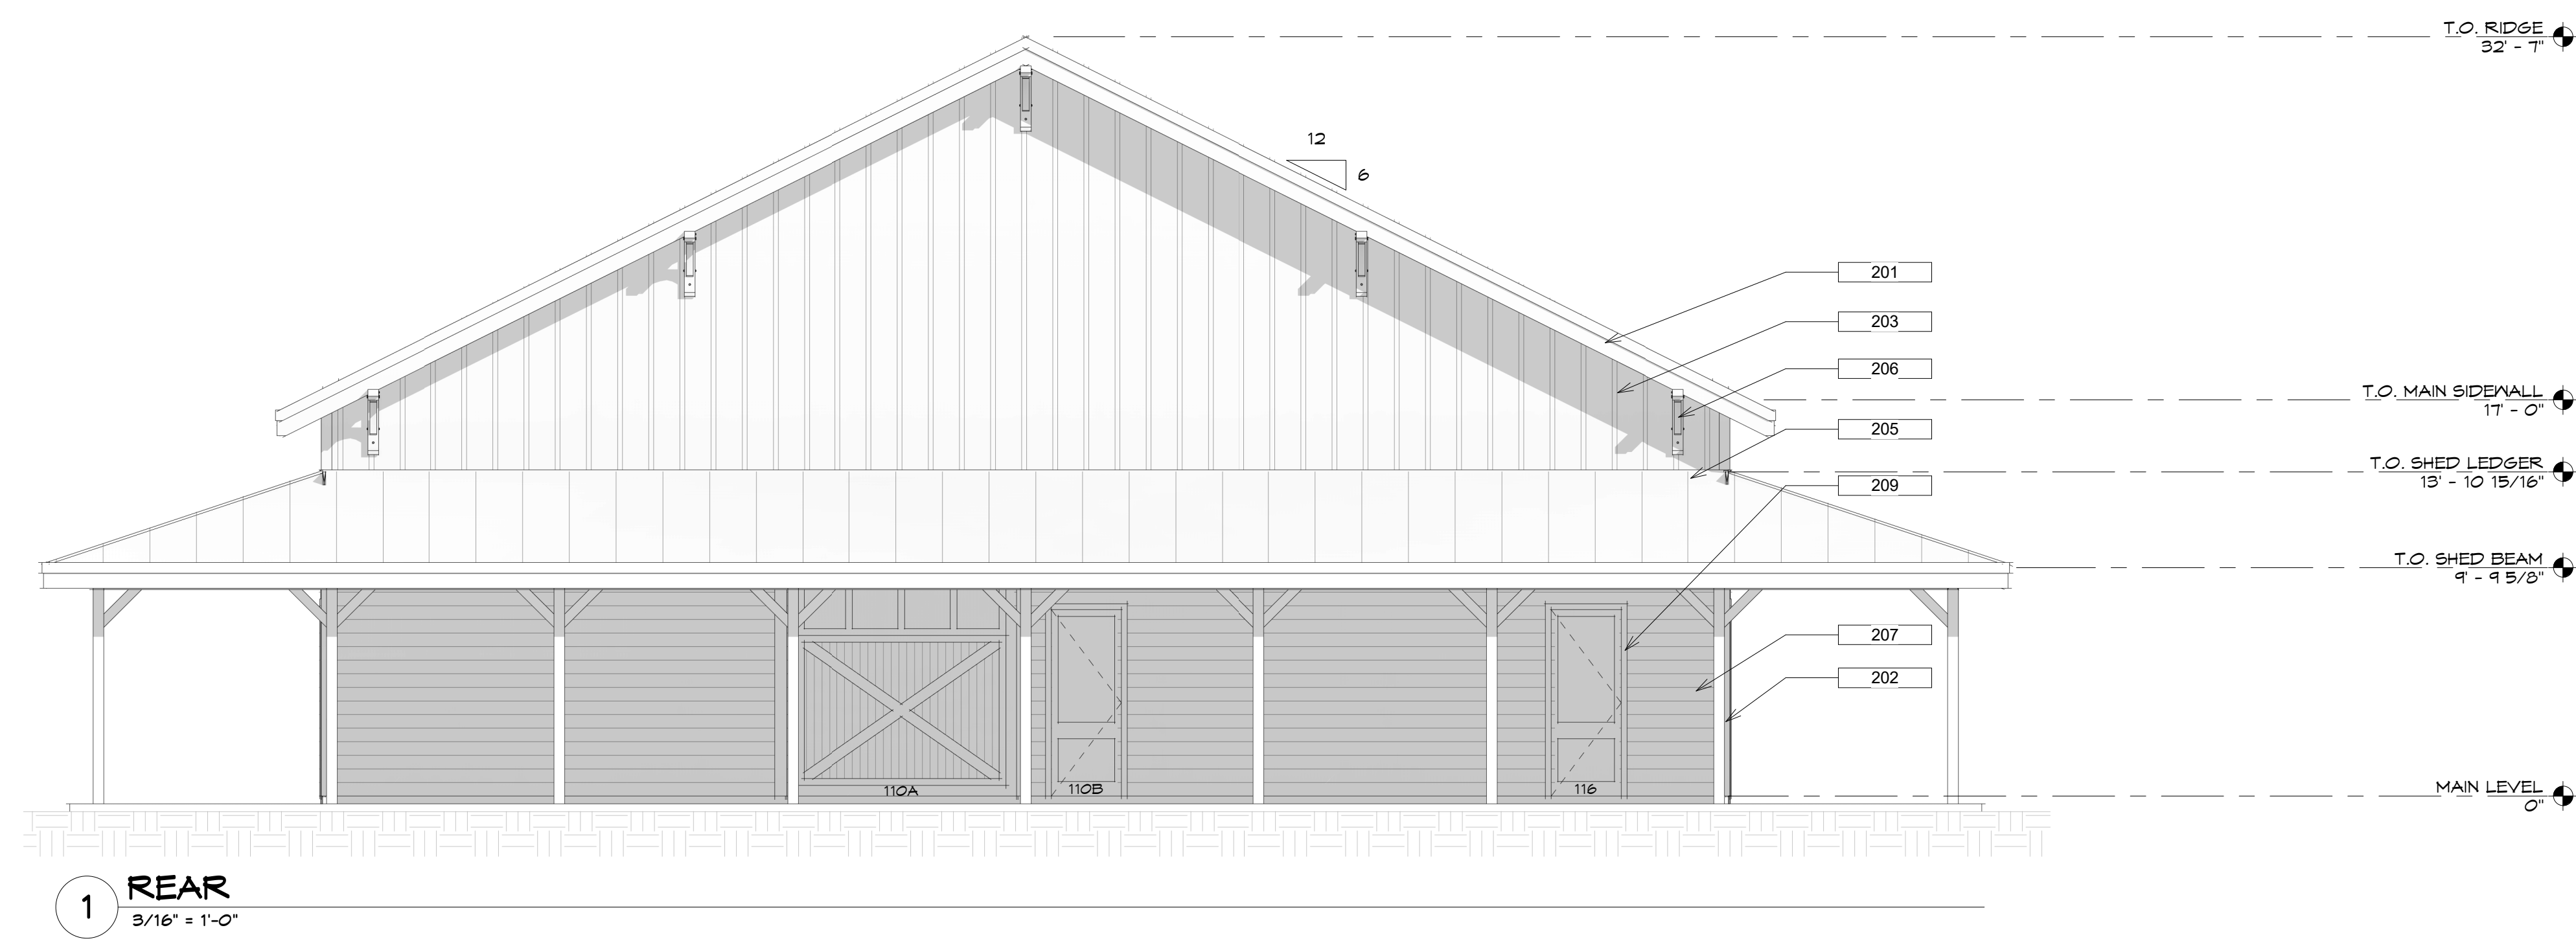 T.O. RIDGE
32' - 7"
12
6
201
203
206
T.O. MAIN SIDEWALL
17' - 0"
205
T.O. SHED LEDGER
13' - 10 15/16"
209
T.O. SHED BEAM
9' - 9 5/8"
207
202
110A
110B
116
MAIN LEVEL
0"
1
REAR
3/16" = 1'-0"